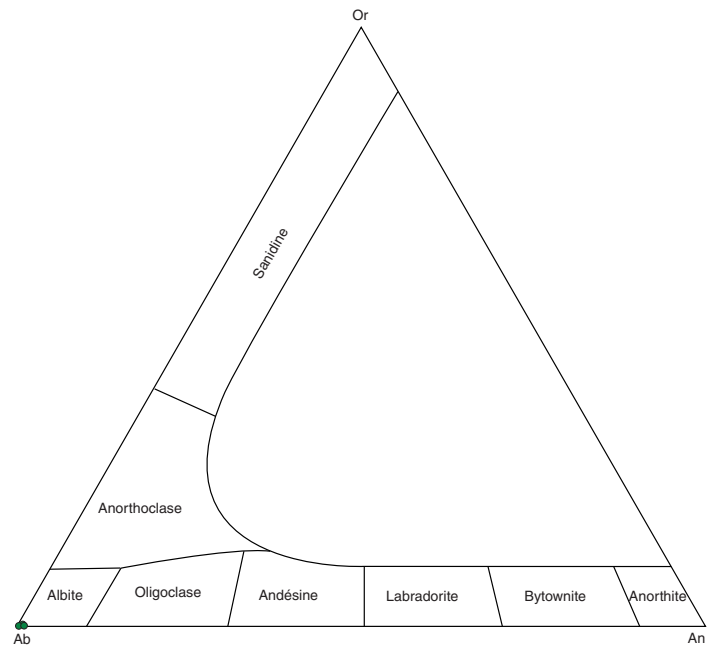 Or
Sanidine
Anorthoclase
Albite
Oligoclase
Andésine
Labradorite
Bytownite
Anorthite
Ab
An